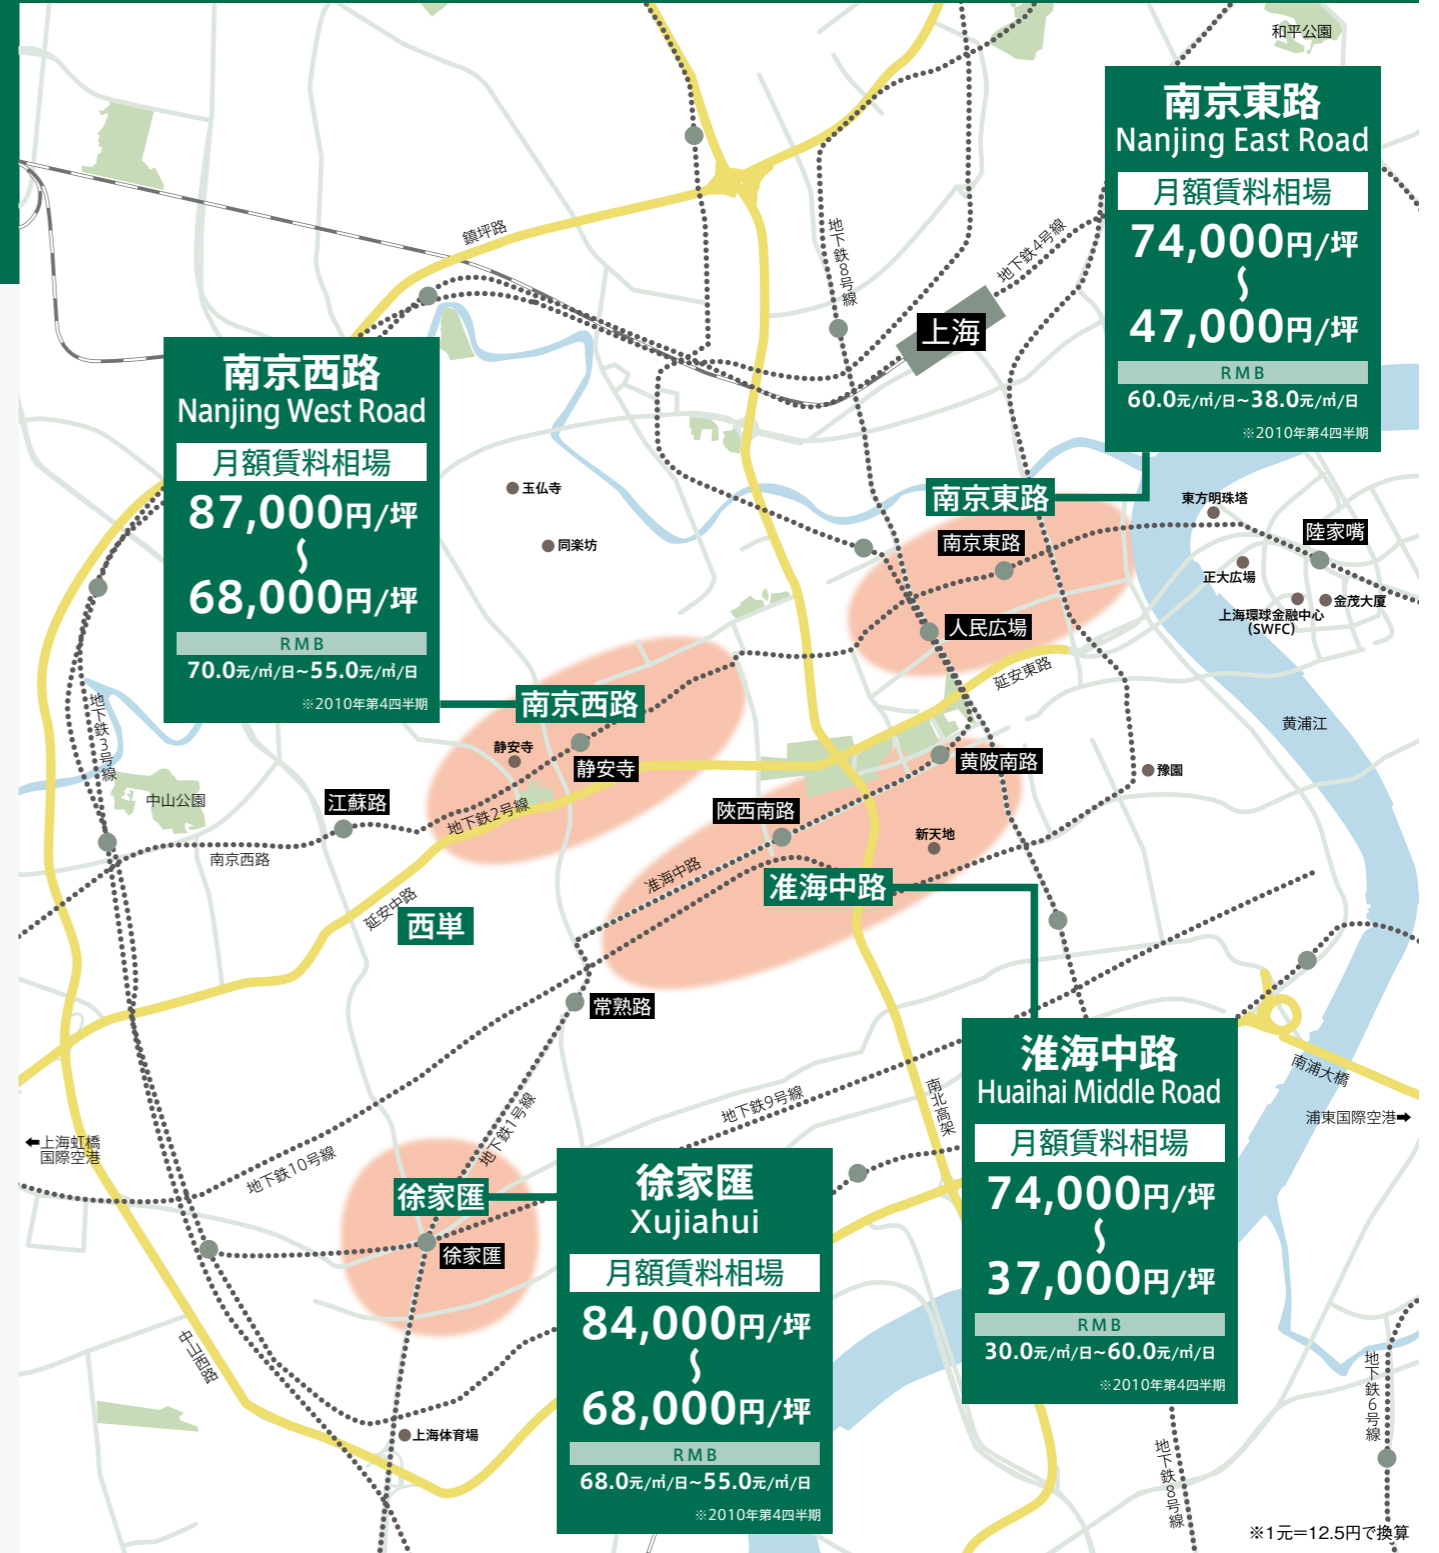 和平公園
南京東路
Nanjing East Road
月額賃料相場
74,000円/坪
~
47,000円/坪
RMB
60.0元/㎡/日~38.0元/㎡/日
※2010年第4四半期
鎮坪路
地下鉄8号線
地下鉄4号線
上海
南京西路
Nanjing West Road
月額賃料相場
87,000円/坪
~
68,000円/坪
RMB
70.0元/㎡/日~55.0元/㎡/日
※2010年第4四半期
玉仏寺
同楽坊
南京東路
南京東路
人民広場
東方明珠塔
陸家嘴
正大広場
上海環球金融中心
(SWFC)
金茂大厦
延安東路
黄浦江
南京西路
静安寺
静安寺
地下鉄3号線
中山公園
江蘇路
地下鉄2号線
南京西路
延安中路
西単
黄陂南路
豫園
陝西南路
新天地
准海中路
准海中路
常熟路
淮海中路
Huaihai Middle Road
月額賃料相場
74,000円/坪
~
37,000円/坪
RMB
30.0元/㎡/日~60.0元/㎡/日
※2010年第4四半期
南浦大橋
浦東国際空港➡
南北高架
地下鉄9号線
地下鉄1号線
地下鉄10号線
⬅上海虹橋
国際空港
徐家匯
徐家匯
徐家匯
Xujiahui
月額賃料相場
84,000円/坪
~
68,000円/坪
RMB
68.0元/㎡/日~55.0元/㎡/日
※2010年第4四半期
中山西路
上海体育場
地下鉄8号線
地下鉄6号線
※1元=12.5円で換算